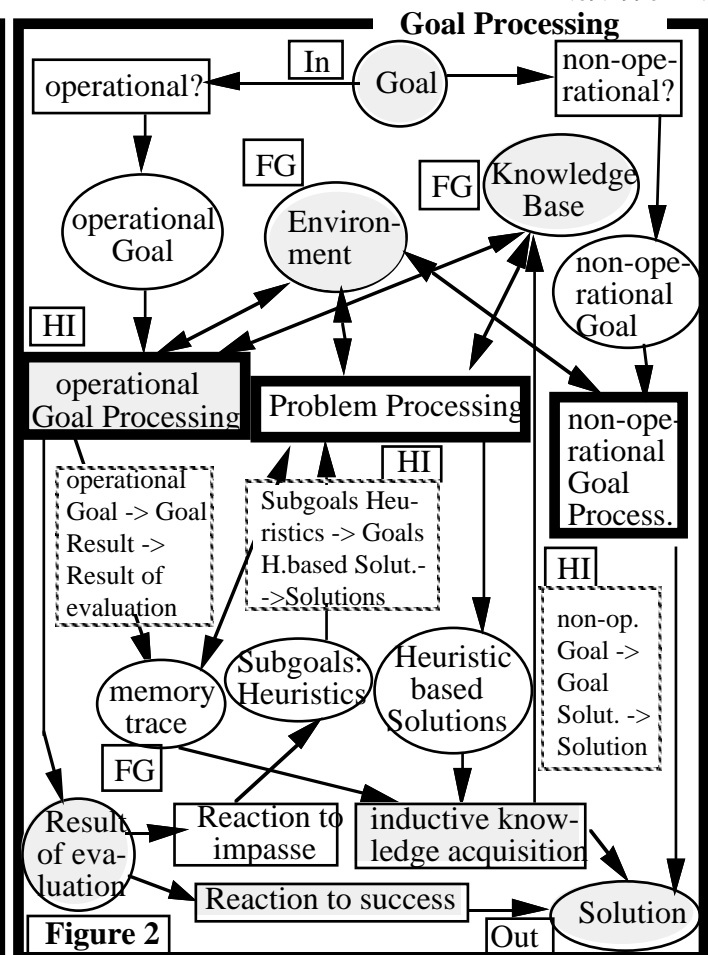 Goal Processing
In
Goal
operational?
non-ope-
rational?
FG
FG
Knowledge
Base
operational
Goal
Environ-
ment
non-ope-
rational
Goal
HI
operational
Goal Processing
Problem Processing
non-ope-
rational
Goal
Process.
HI
operational
Goal -> Goal
Result ->
Result of
evaluation
Subgoals Heu-
ristics -> Goals
H.based Solut.-
->Solutions
HI
non-op.
Goal ->
Goal
Solut. ->
Solution
memory
trace
Subgoals:
Heuristics
Heuristic
based
Solutions
FG
Result
of eva-
luation
Reaction to
impasse
inductive know-
ledge acquisition
Reaction to success
Solution
Figure 2
Out